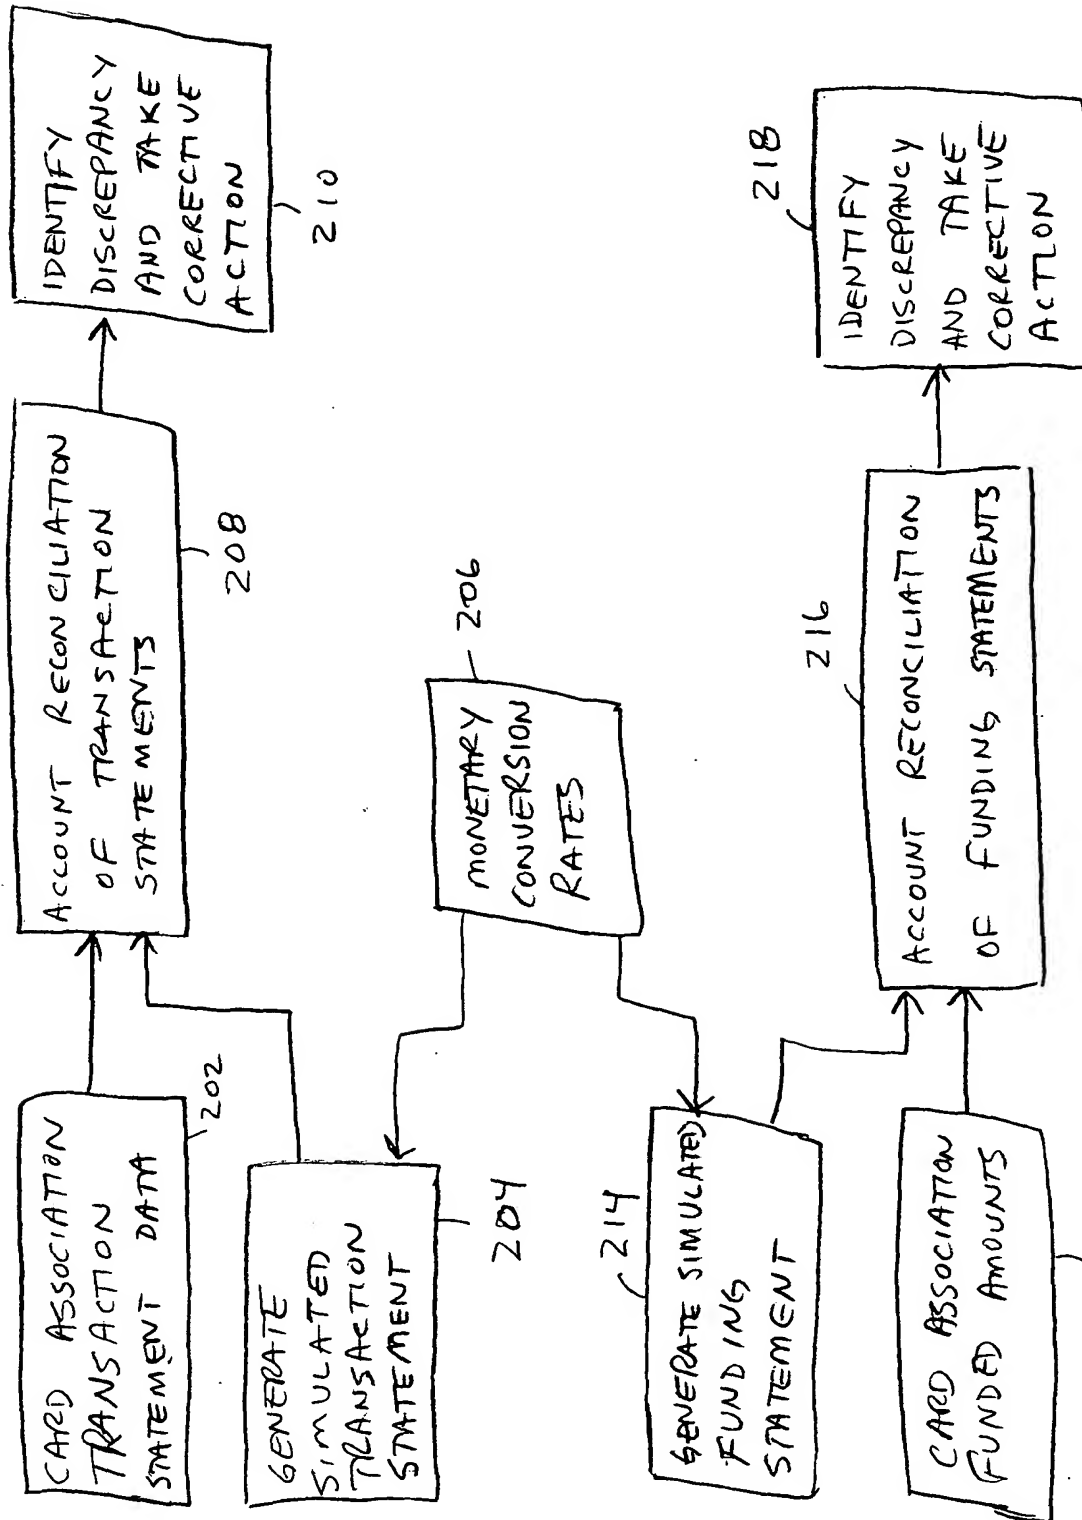 CARD ASSOCIATION
TRANSACTION
STATEMENT DATA
202
GENERATE
SIMULATED
TRANSACTION
STATEMENT
204
ACCOUNT RECONCILIATION
OF TRANSACTION
STATEMENTS
208
IDENTIFY
DISCREPANCY
AND TAKE
CORRECTIVE
ACTION
210
MONETARY
CONVERSION
RATES
206
214
GENERATE SIMULATED
FUNDING
STATEMENT
CARD ASSOCIATION
FUNDED AMOUNTS
216
ACCOUNT RECONCILIATION
OF FUNDING STATEMENTS
218
IDENTIFY
DISCREPANCY
AND TAKE
CORRECTIVE
ACTION